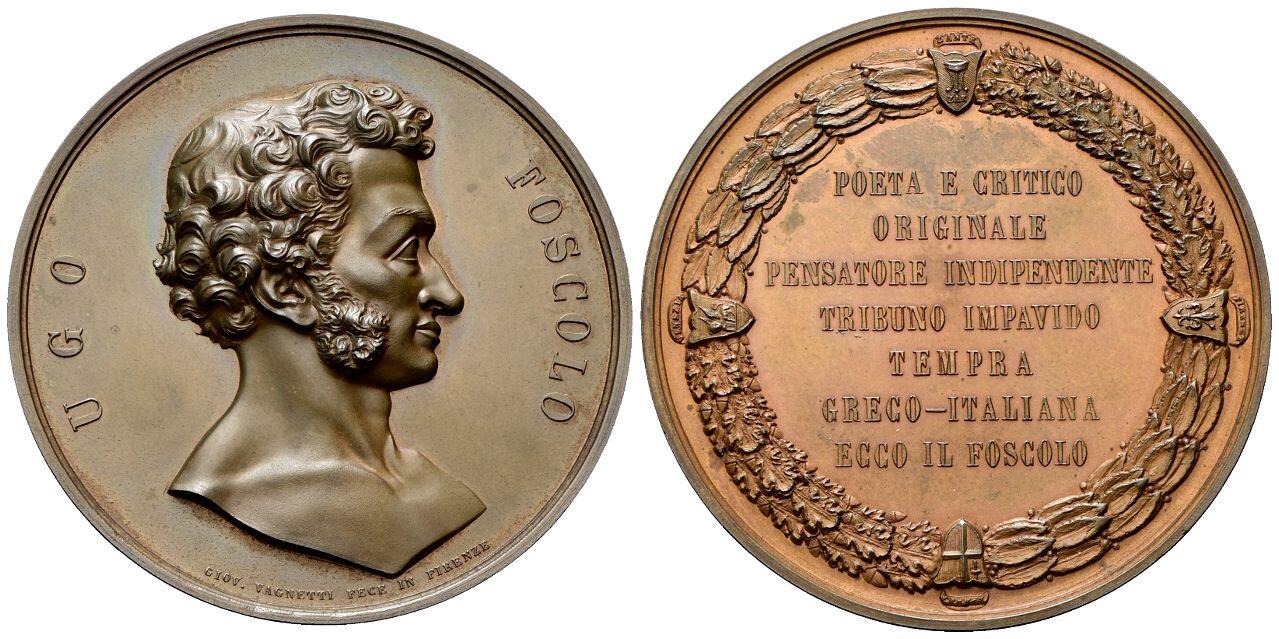 UGO FOSCOLO
GIOV. VAGNETTI FECE IN FIRENZE
ZANTE
POETA E CRITICO
ORIGINALE
PENSATORE INDIPENDENTE
TRIBUNO IMPAVIDO
TEMPRA
GRECO-ITALIANA
ECCO IL FOSCOLO